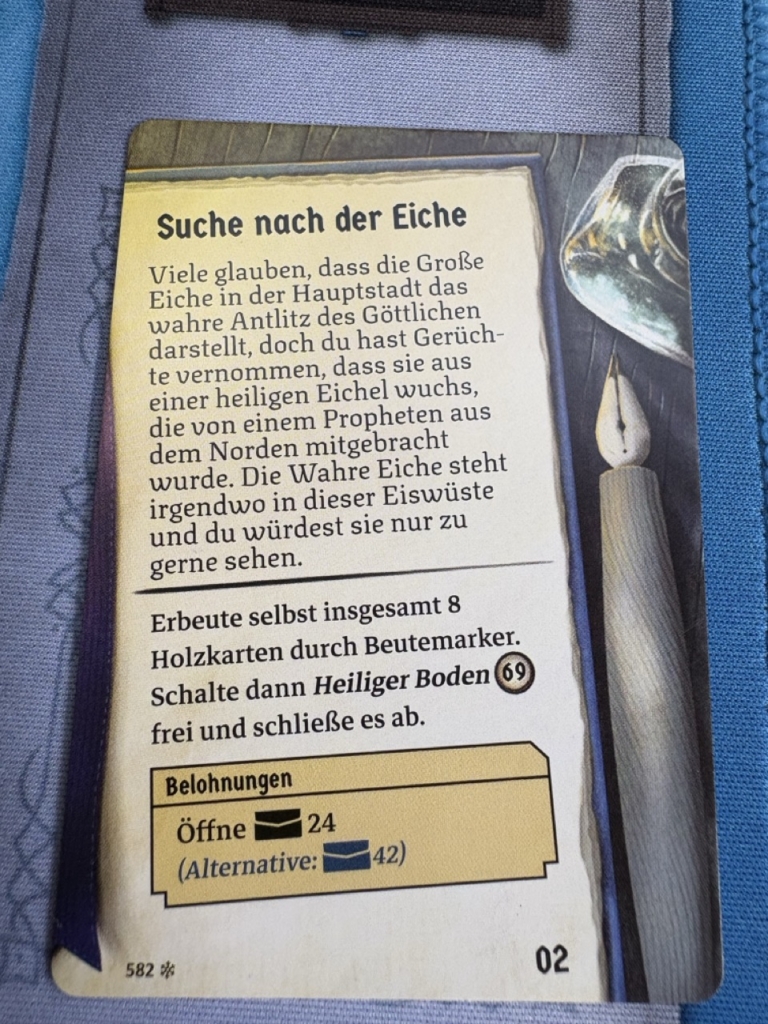 Suche nach der Eiche
Viele glauben, dass die Große
Eiche in der Hauptstadt das
wahre Antlitz des Göttlichen
darstellt, doch du hast Gerüch-
te vernommen, dass sie aus
einer heiligen Eichel wuchs,
die von einem Propheten aus
dem Norden mitgebracht
wurde. Die Wahre Eiche steht
irgendwo in dieser Eiswüste
und du würdest sie nur zu
gerne sehen.
Erbeute selbst insgesamt 8
Holzkarten durch Beutemarker.
Schalte dann Heiliger Boden 69
frei und schließe es ab.
Belohnungen
Öffne 24
(Alternative: 42)
582
02